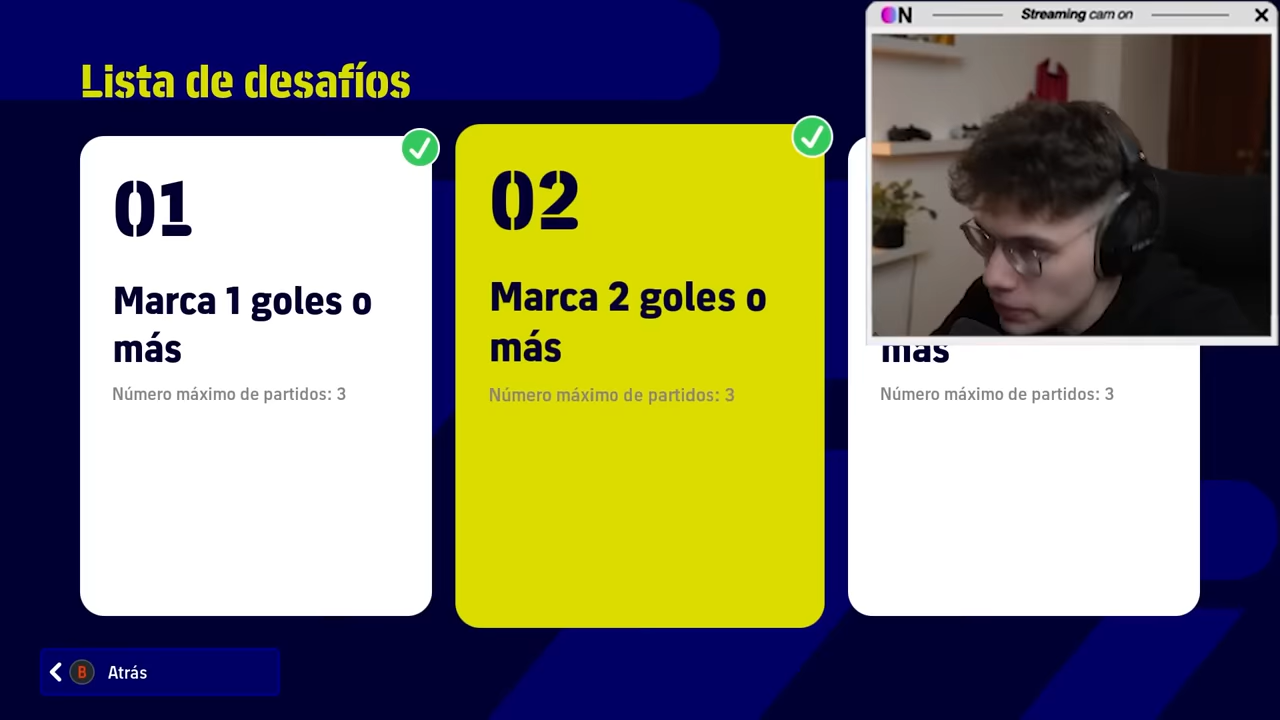 ON
Streaming cam on
Lista de desafíos
01
Marca 1 goles o
más
Número máximo de partidos: 3
02
Marca 2 goles o
más
Número máximo de partidos: 3
más
Número máximo de partidos: 3
B Atrás